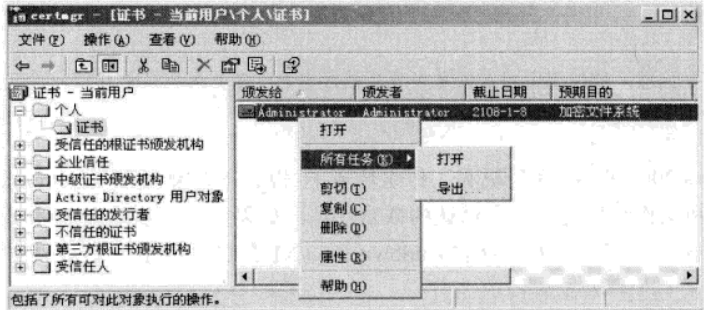 certmgr - [证书 - 当前用户\个人\证书]
文件(F) 操作(A) 查看(V) 帮助(H)
证书 - 当前用户
个人
证书
受信任的根证书颁发机构
企业信任
中级证书颁发机构
Active Directory 用户对象
受信任的发行者
不信任的证书
第三方根证书颁发机构
受信任人
颁发给 颁发者 截止日期 预期目的
Administrator Administrator 2108-1-8 加密文件系统
打开
所有任务(K)
剪切(T)
复制(C)
删除(D)
属性(R)
帮助(H)
打开
导出...
包括了所有可对此对象执行的操作。